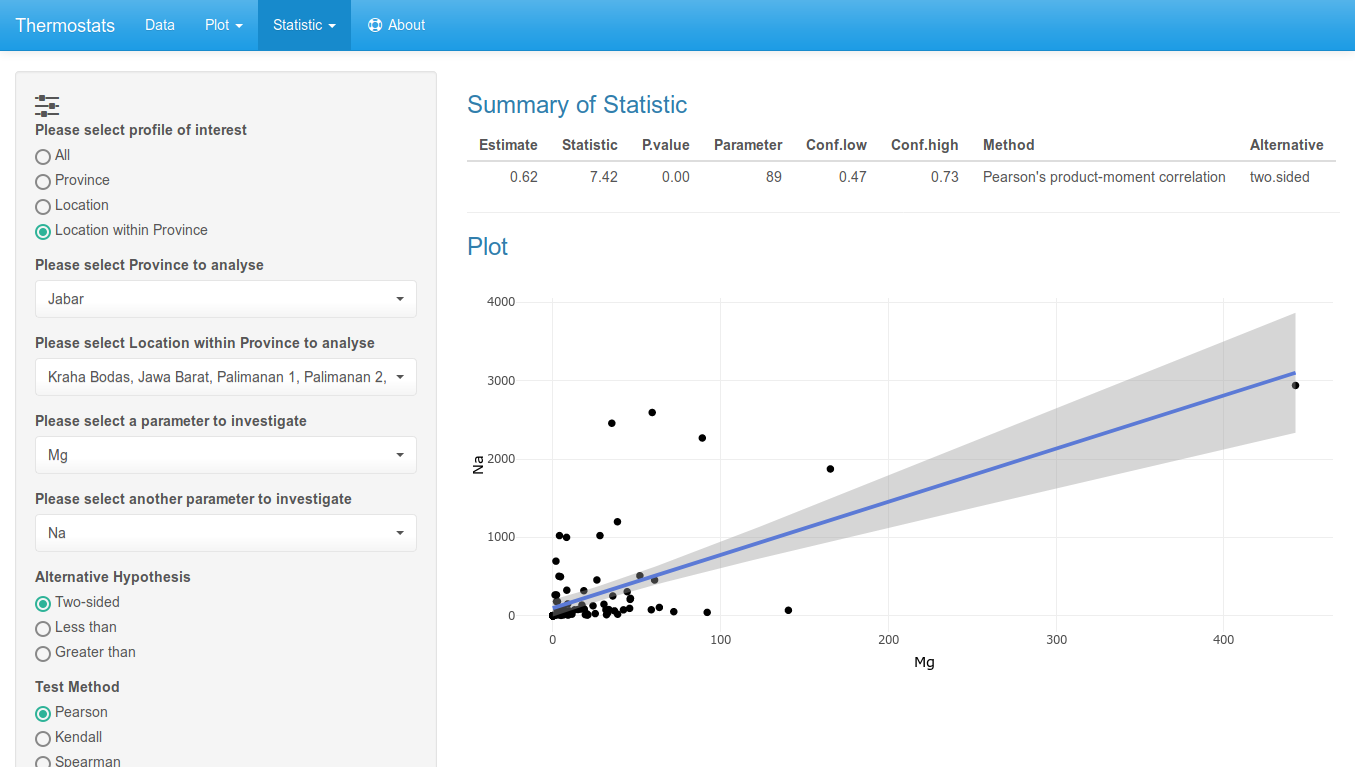 Thermostats Data Plot Statistic About
Please select profile of interest
All
Province
Location
Location within Province
Please select Province to analyse
Jabar
Please select Location within Province to analyse
Kraha Bodas, Jawa Barat, Palimanan 1, Palimanan 2,
Please select a parameter to investigate
Mg
Please select another parameter to investigate
Na
Alternative Hypothesis
Two-sided
Less than
Greater than
Test Method
Pearson
Kendall
Spearman
Summary of Statistic
Estimate Statistic P.value Parameter Conf.low Conf.high Method Alternative
0.62 7.42 0.00 89 0.47 0.73 Pearson's product-moment correlation two.sided
Plot
4000
3000
2000
1000
0
Na
0 100 200 300 400
Mg